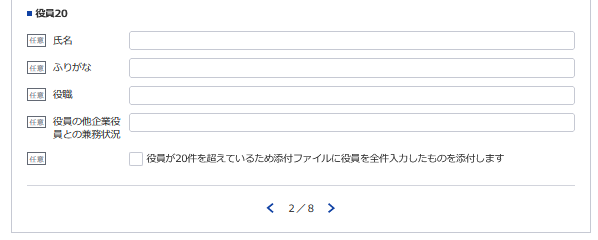 役員20
任意 氏名
任意 ふりがな
任意 役職
任意 役員の他企業役
員との兼務状況
任意 役員が20件を超えているため添付ファイルに役員を全件入力したものを添付します
2／8